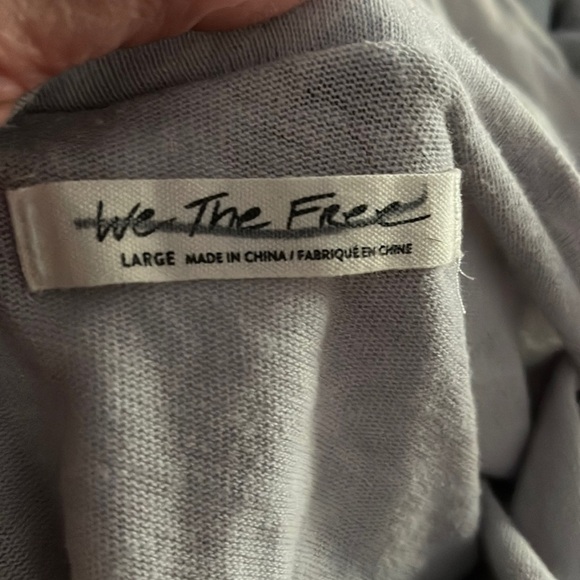 We The Free
LARGE MADE IN CHINA / FABRIQUÉ EN CHINE